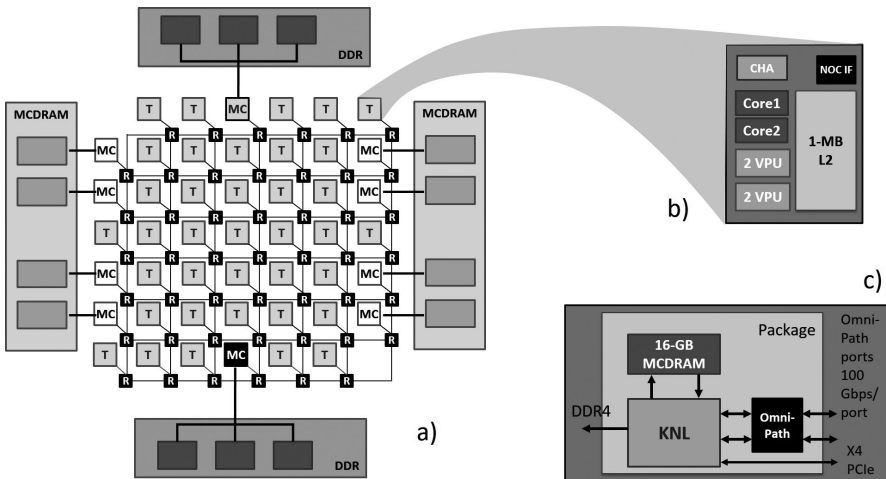 DDR
T T MC T T T
R R R R R R
MCDRAM
MCDRAM
MC T T T T T MC
R R R R R R R
MC T T T T T MC
R R R R R R R
T T T T T T T
R R R R R R R
MC T T T T T MC
R R R R R R R
MC T T T T T MC
R R R R R R R
T T T MC T T
R R R R R R
DDR
a)
CHA
NOC IF
Core1
Core2
2 VPU
2 VPU
1-MB
L2
b)
c)
Package
16-GB
MCDRAM
DDR4
KNL
Omni-
Path
Omni-
Path
ports
100
Gbps/
port
X4
PCIe